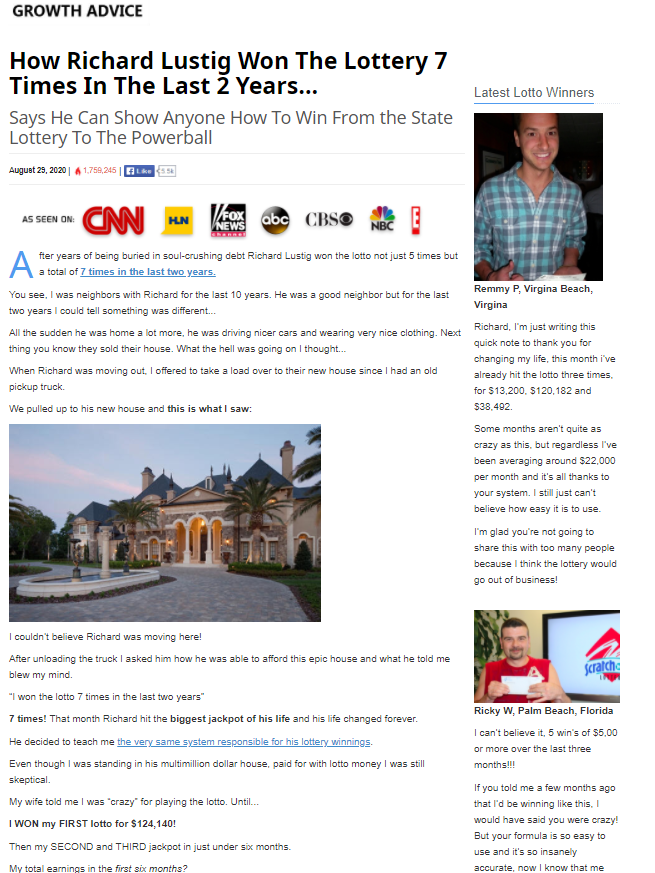 GROWTH ADVICE
How Richard Lustig Won The Lottery 7
Times In The Last 2 Years...
Says He Can Show Anyone How To Win From the State
Lottery To The Powerball
August 29, 2020 | 1,759,245 | Like 5.5k
AS SEEN ON: CNN HLN FOX NEWS channel abc CBS NBC E
After years of being buried in soul-crushing debt Richard Lustig won the lotto not just 5 times but
a total of 7 times in the last two years.
You see, I was neighbors with Richard for the last 10 years. He was a good neighbor but for the last
two years I could tell something was different...
All the sudden he was home a lot more, he was driving nicer cars and wearing very nice clothing. Next
thing you know they sold their house. What the hell was going on I thought...
When Richard was moving out, I offered to take a load over to their new house since I had an old
pickup truck.
We pulled up to his new house and this is what I saw:
I couldn't believe Richard was moving here!
After unloading the truck I asked him how he was able to afford this epic house and what he told me
blew my mind.
"I won the lotto 7 times in the last two years"
7 times! That month Richard hit the biggest jackpot of his life and his life changed forever.
He decided to teach me the very same system responsible for his lottery winnings.
Even though I was standing in his multimillion dollar house, paid for with lotto money I was still
skeptical.
My wife told me I was "crazy" for playing the lotto. Until...
I WON my FIRST lotto for $124,140!
Then my SECOND and THIRD jackpot in just under six months.
My total earnings in the first six months?
Latest Lotto Winners
Remmy P, Virginia Beach,
Virginia
Richard, I'm just writing this
quick note to thank you for
changing my life, this month i've
already hit the lotto three times,
for $13,200, $120,182 and
$38,492.
Some months aren't quite as
crazy as this, but regardless I've
been averaging around $22,000
per month and it's all thanks to
your system. I still just can't
believe how easy it is to use.
I'm glad you're not going to
share this with too many people
because I think the lottery would
go out of business!
Scratch
Ricky W, Palm Beach, Florida
I can't believe it, 5 win's of $5,00
or more over the last three
months!!!
If you told me a few months ago
that I'd be winning like this, I
would have said you were crazy!
But your formula is so easy to
use and it's so insanely
accurate, now I know that me